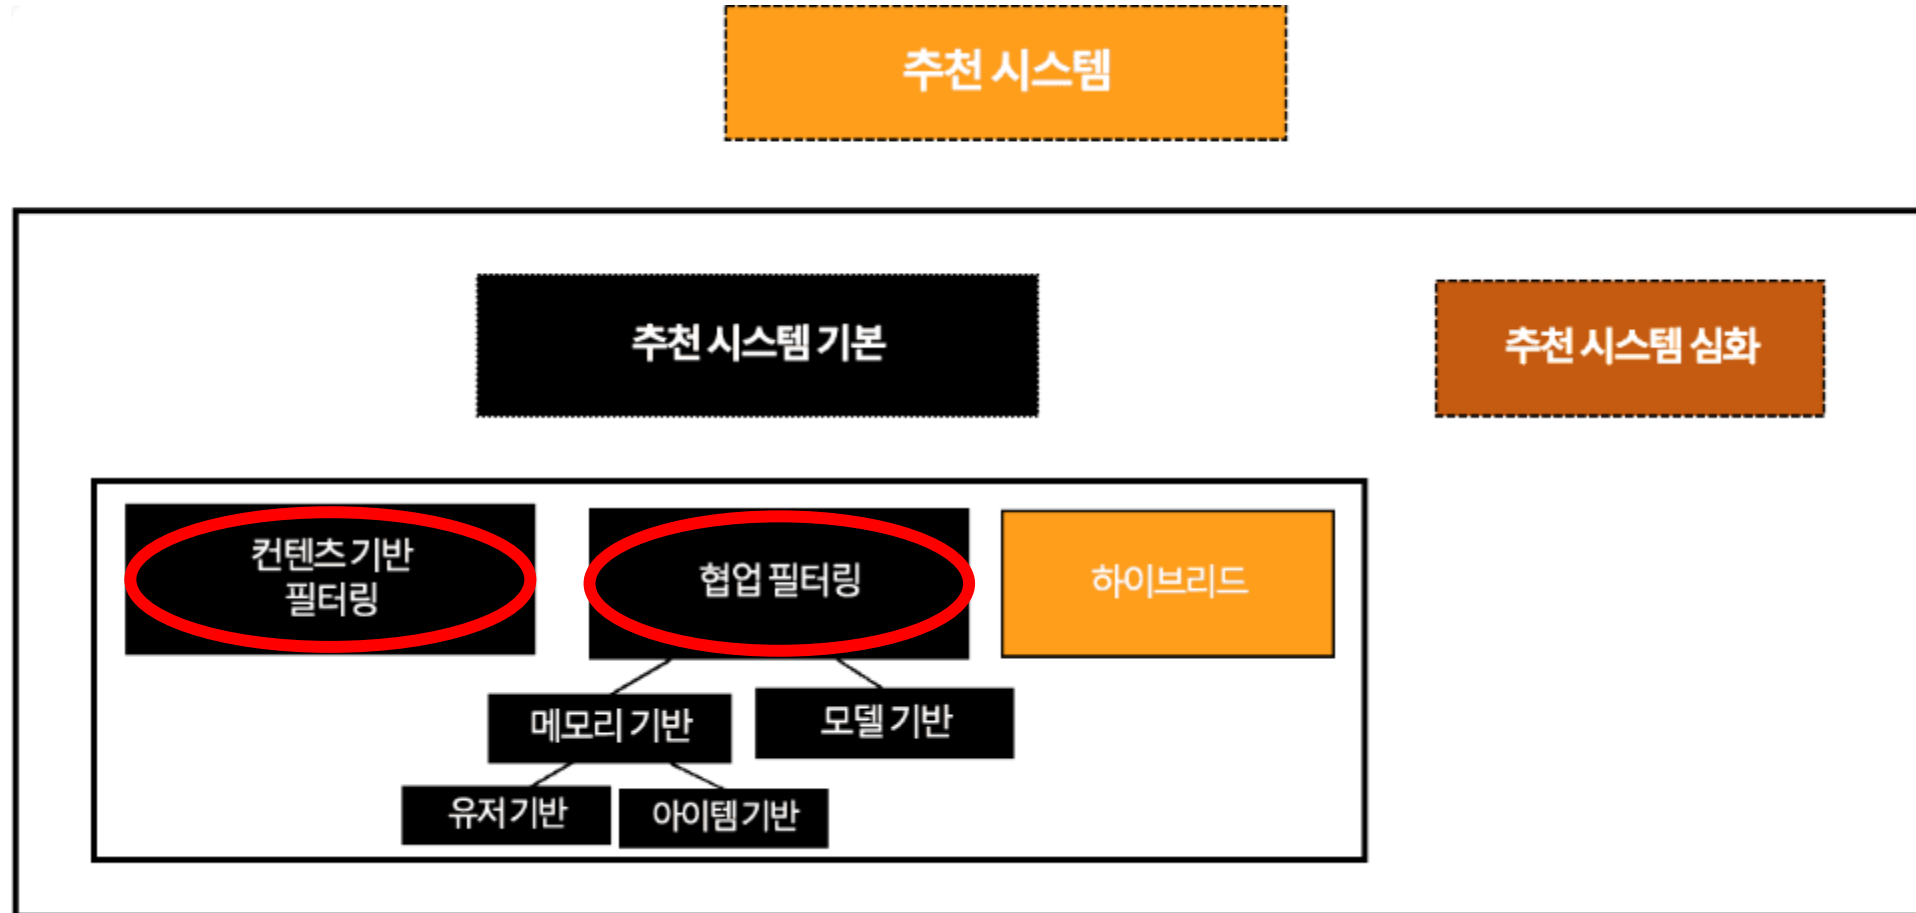 추천 시스템
추천 시스템 기본
추천 시스템 심화
컨텐츠 기반
필터링
협업 필터링
하이브리드
메모리 기반
모델 기반
유저 기반
아이템 기반